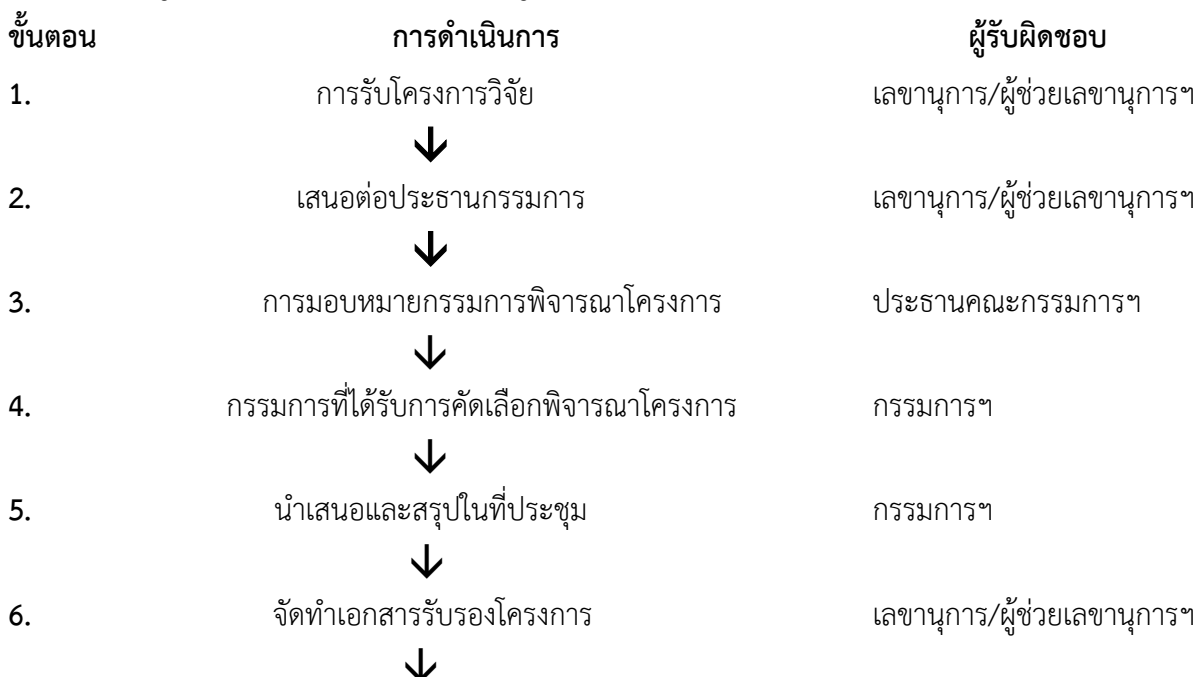 ขั้นตอน การดำเนินการ ผู้รับผิดชอบ
1. การรับโครงการวิจัย เลขานุการ/ผู้ช่วยเลขานุการฯ
2. เสนอต่อประธานกรรมการ เลขานุการ/ผู้ช่วยเลขานุการฯ
3. การมอบหมายกรรมการพิจารณาโครงการ ประธานคณะกรรมการฯ
4. กรรมการที่ได้รับการคัดเลือกพิจารณาโครงการ กรรมการฯ
5. นำเสนอและสรุปในที่ประชุม กรรมการฯ
6. จัดทำเอกสารรับรองโครงการ เลขานุการ/ผู้ช่วยเลขานุการฯ